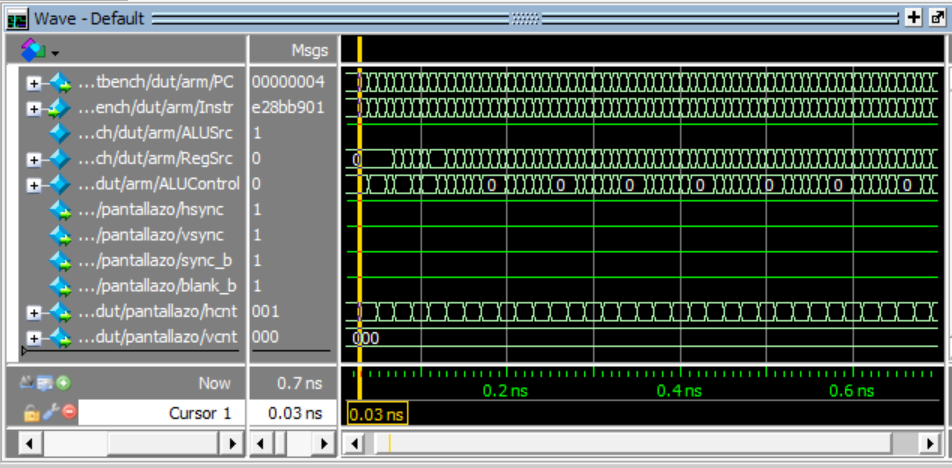 Wave - Default
Msgs
...tbench/dut/arm/PC 00000004
...ench/dut/arm/Instr e28bb901
...ch/dut/arm/ALUSrc 1
...ch/dut/arm/RegSrc 0 0
...dut/arm/ALUControl 0 0 0 0 0 0 0 0
.../pantallazo/hsync 1
.../pantallazo/vsync 1
.../pantallazo/sync_b 1
.../pantallazo/blank_b 1
...dut/pantallazo/hcnt 001
...dut/pantallazo/vcnt 000 000
Now 0.7 ns 0.2 ns 0.4 ns 0.6 ns
Cursor 1 0.03 ns 0.03 ns